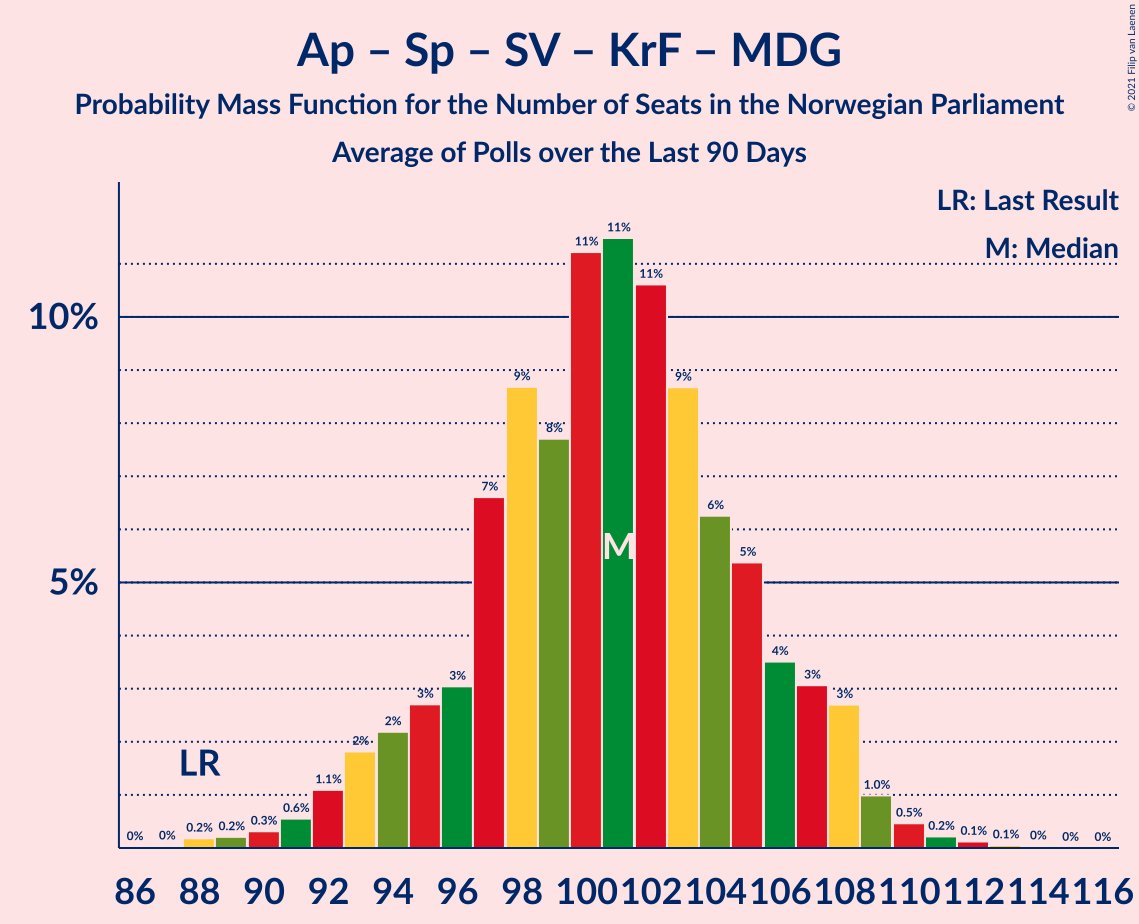 Ap – Sp – SV – KrF – MDG
Probability Mass Function for the Number of Seats in the Norwegian Parliament
Average of Polls over the Last 90 Days
© 2021 Filip van Laenen
LR: Last Result
M: Median
10%
5%
0% 0% 0.2% 0.2% 0.3% 0.6% 1.1% 2% 2% 3% 3% 7% 9% 8% 11% 11% 11% 9% 6% 5% 4% 3% 3% 1.0% 0.5% 0.2% 0.1% 0.1% 0% 0% 0%
LR
M
86 88 90 92 94 96 98 100 102 104 106 108 110 112 114 116